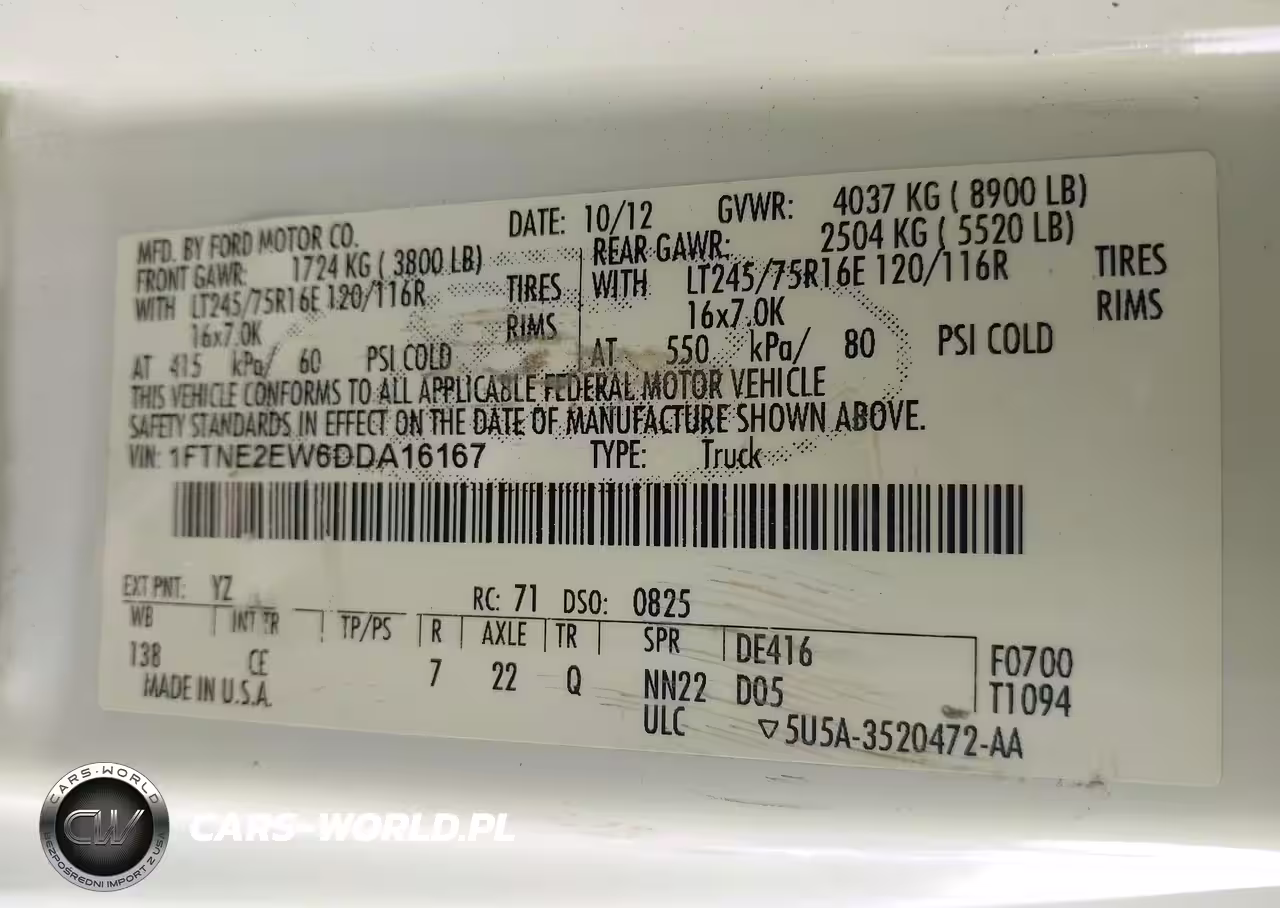 MFD. BY FORD MOTOR CO. DATE: 10/12 GVWR: 4037 KG ( 8900 LB)
FRONT GAWR: 1724 KG ( 3800 LB) REAR GAWR: 2504 KG ( 5520 LB)
WITH LT245/75R16E 120/116R TIRES WITH LT245/75R16E 120/116R TIRES
16x7.0K RIMS 16x7.0K RIMS
AT 415 kPa/ 60 PSI COLD AT 550 kPa/ 80 PSI COLD
THIS VEHICLE CONFORMS TO ALL APPLICABLE FEDERAL MOTOR VEHICLE
SAFETY STANDARDS IN EFFECT ON THE DATE OF MANUFACTURE SHOWN ABOVE.
VIN: 1FTNE2EW6DDA16167 TYPE: Truck
EXT PNT: YZ RC: 71 DSO: 0825
WB INT TR TP/PS R AXLE TR SPR DE416 F0700
138 CE 7 22 Q NN22 D05 T1094
MADE IN U.S.A. ULC ▽5U5A-3520472-AA
CARS-WORLD
CW
BEZPOŚREDNI IMPORT Z USA
CARS-WORLD.PL